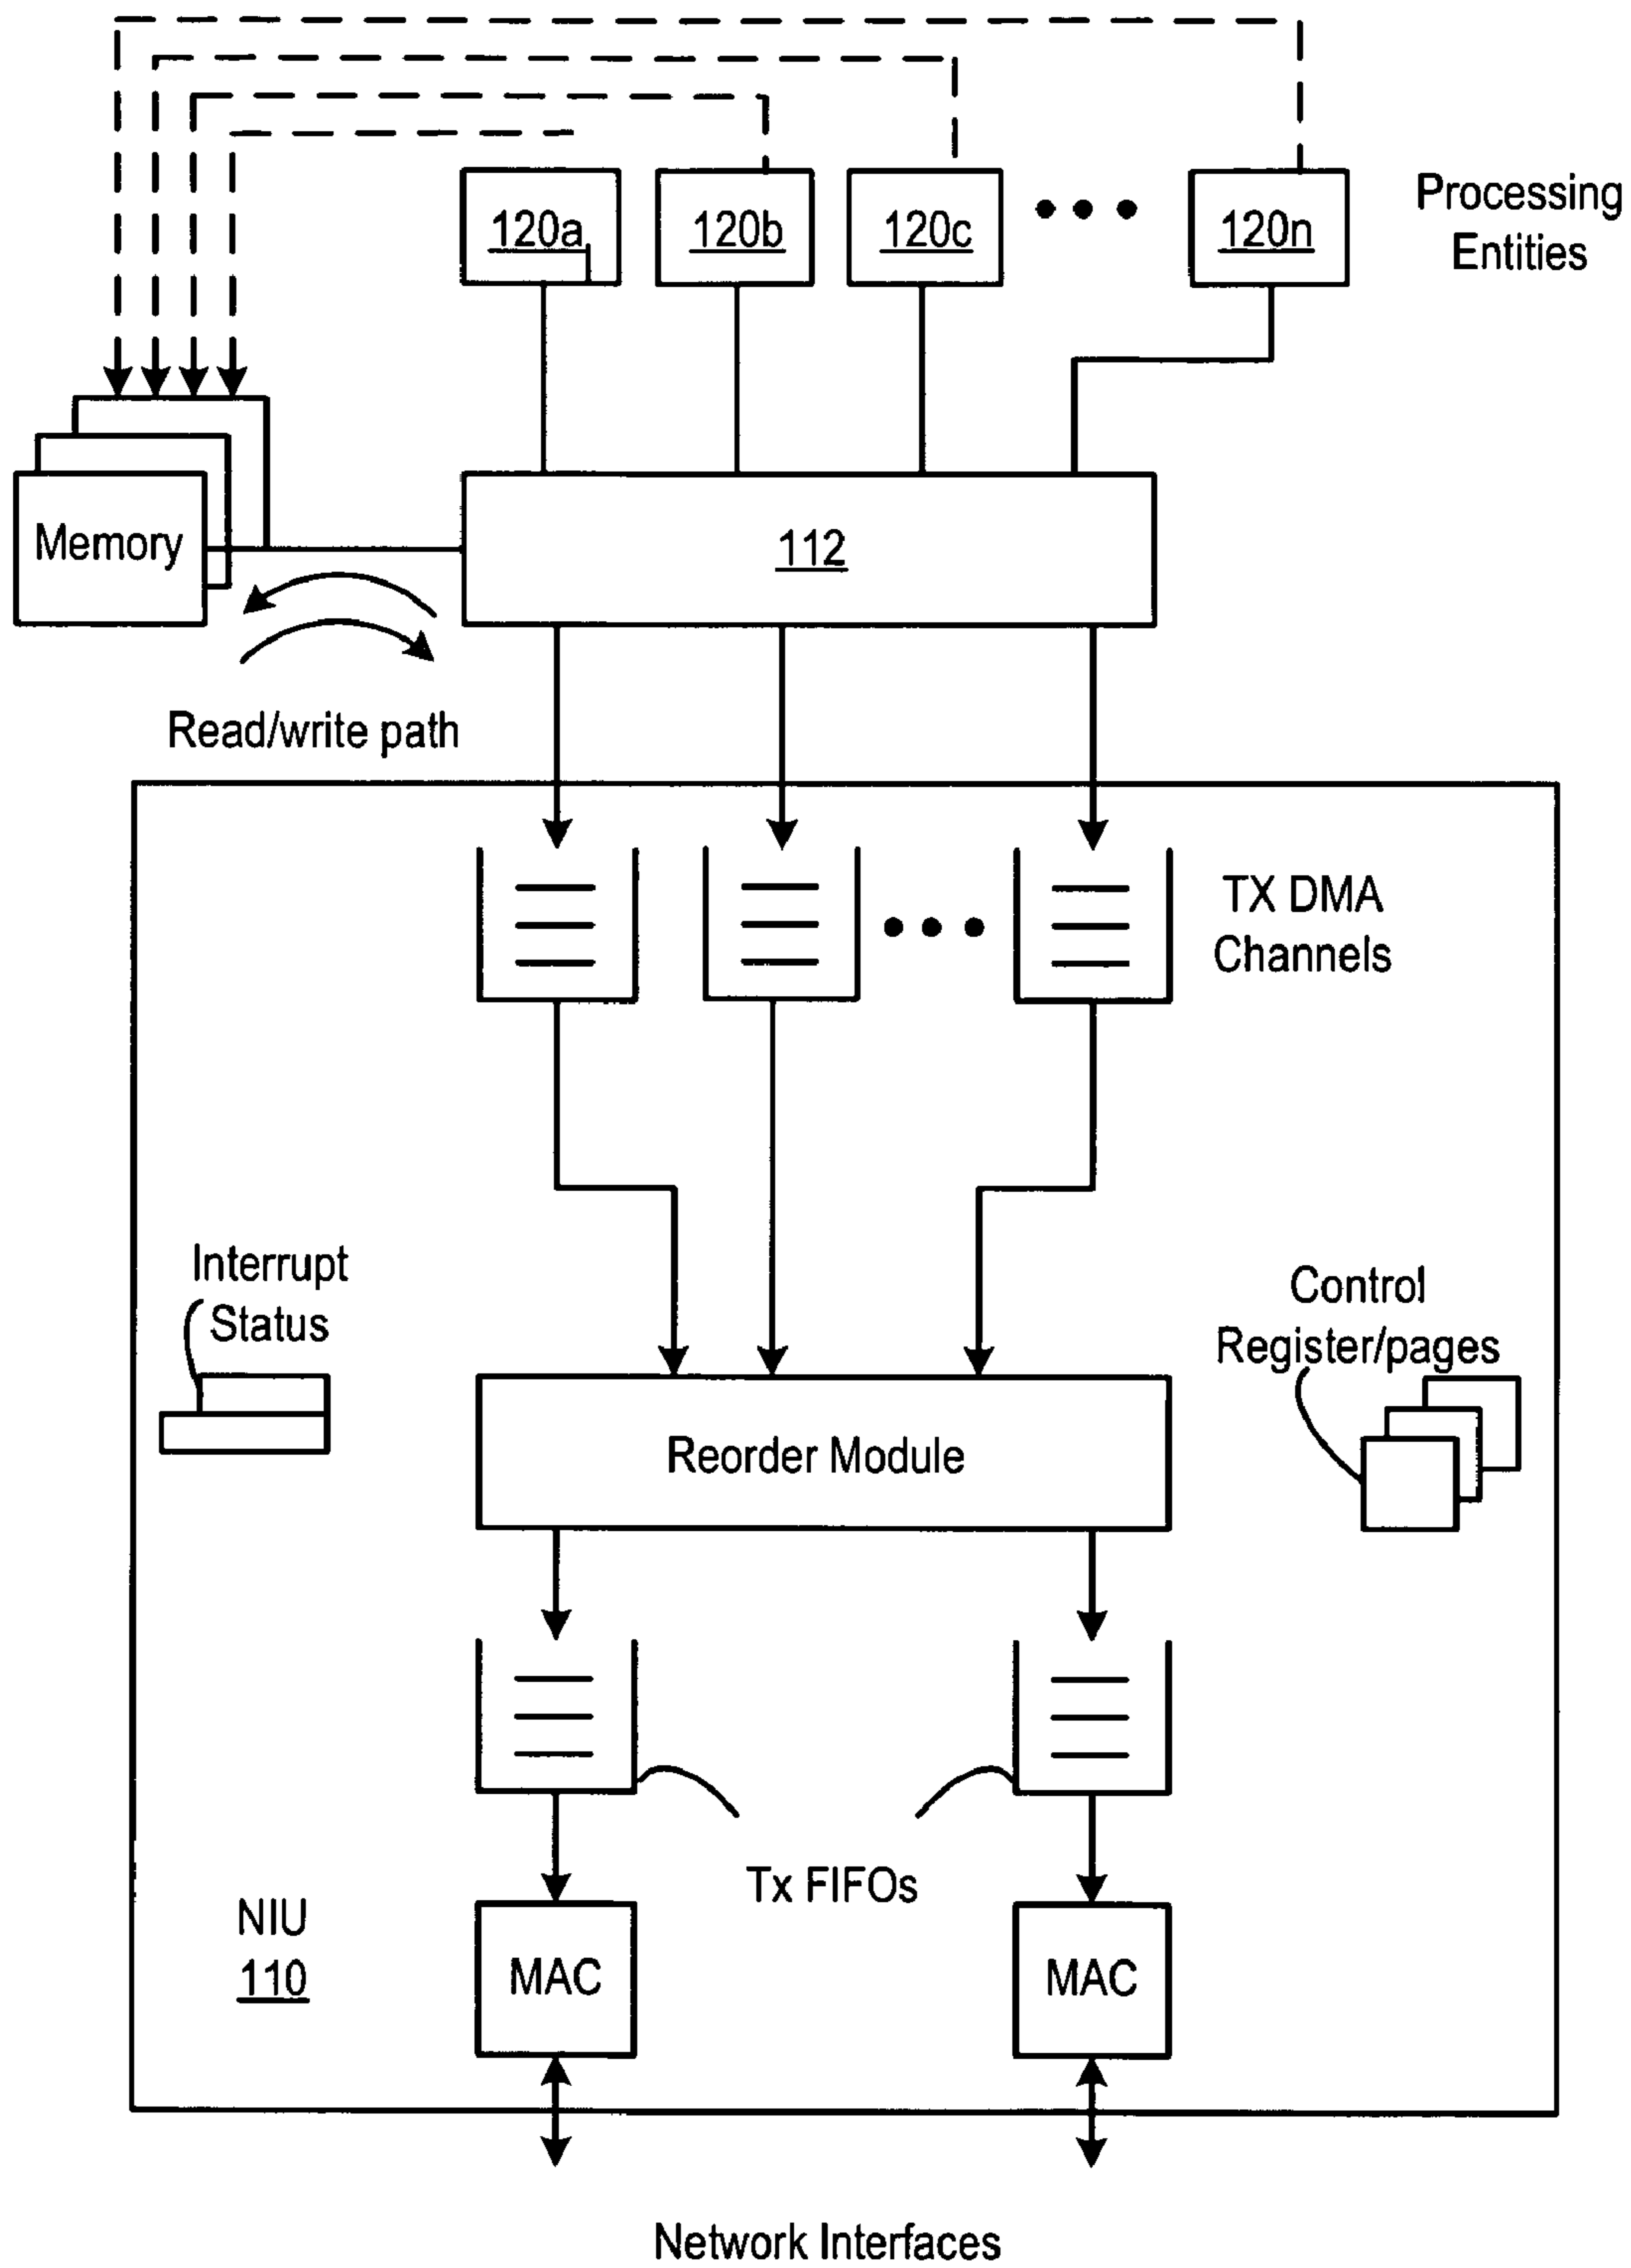 120a
120b
120c
120n
Processing
Entities
Memory
112
Read/write path
TX DMA
Channels
Interrupt
Status
Control
Register/pages
Reorder Module
Tx FIFOs
NIU
110
MAC
MAC
Network Interfaces